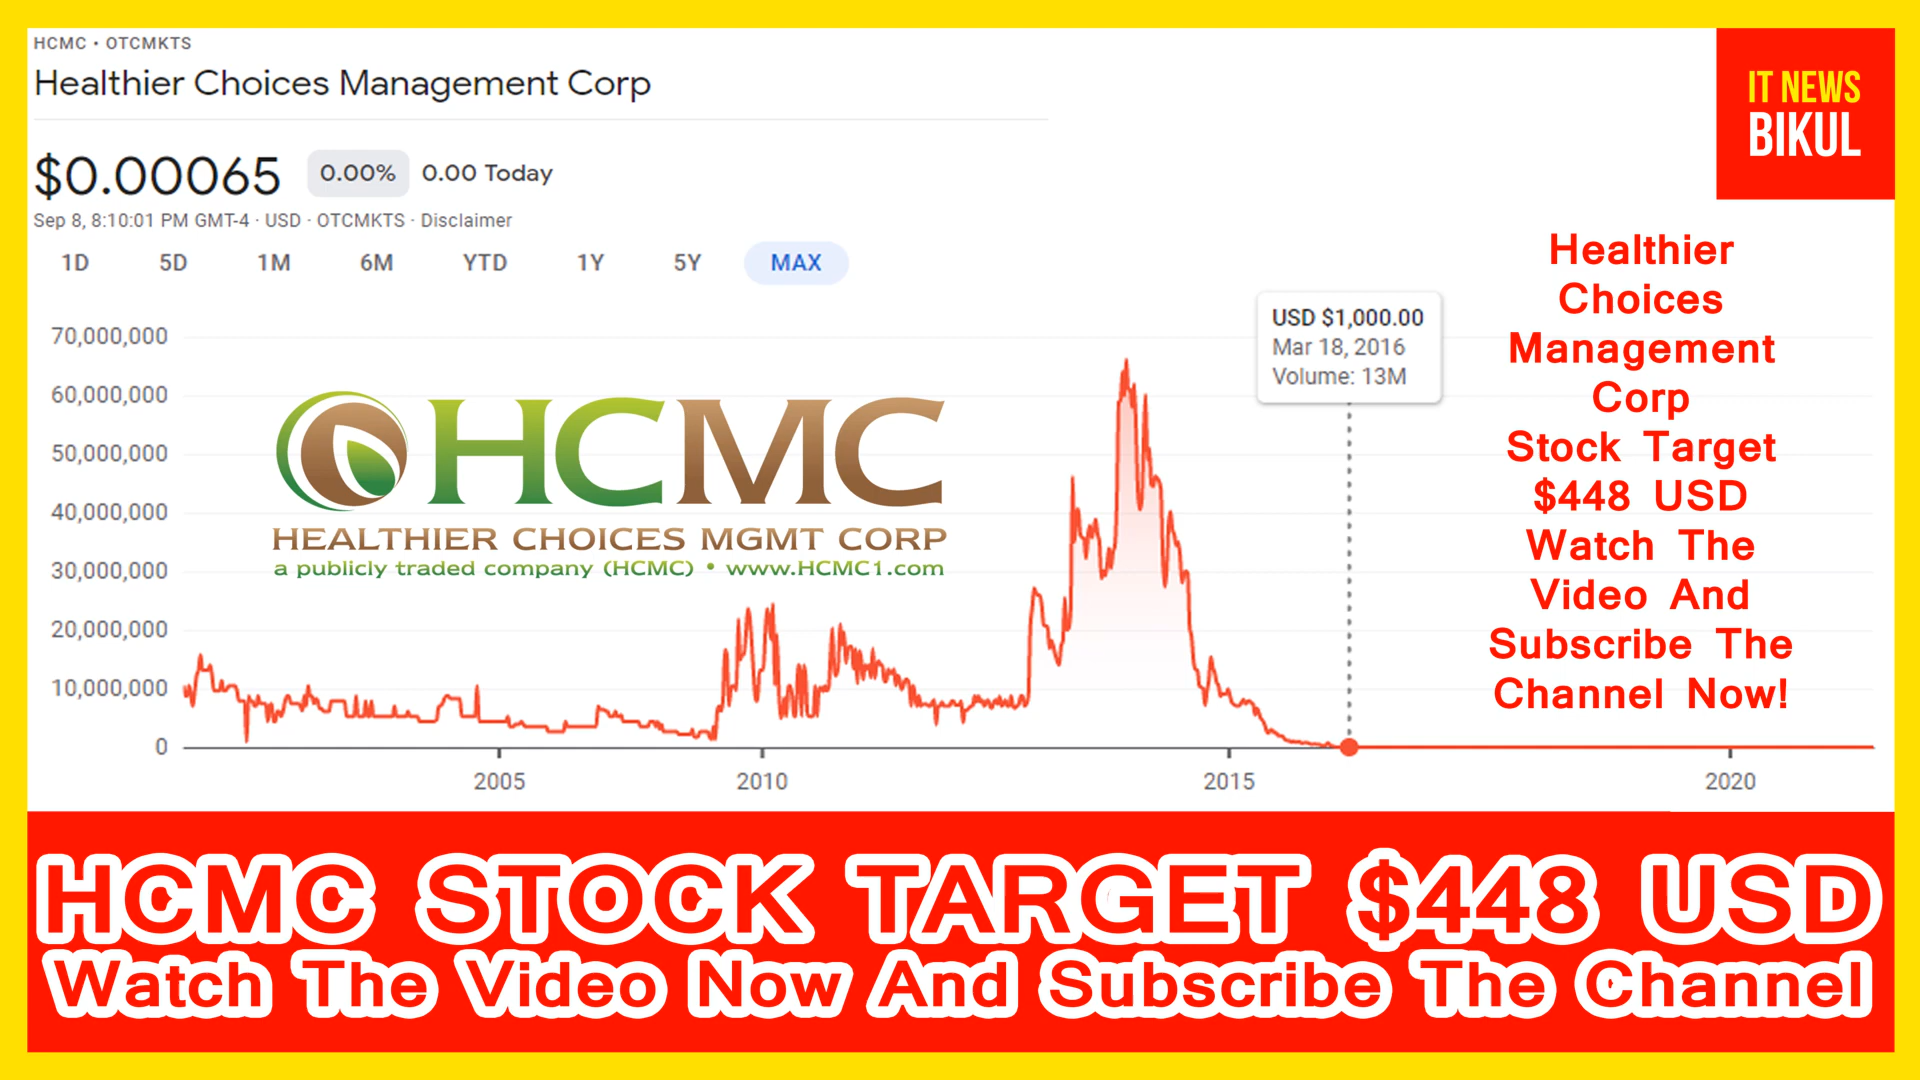 HCMC • OTCMKTS
Healthier Choices Management Corp
$0.00065 0.00% 0.00 Today
Sep 8, 8:10:01 PM GMT-4 · USD · OTCMKTS · Disclaimer
1D 5D 1M 6M YTD 1Y 5Y MAX
IT NEWS
BIKUL
USD $1,000.00
Mar 18, 2016
Volume: 13M
70,000,000
60,000,000
50,000,000
40,000,000
30,000,000
20,000,000
10,000,000
0
2005 2010 2015 2020
HCMC
HEALTHIER CHOICES MGMT CORP
a publicly traded company (HCMC) • www.HCMC1.com
Healthier
Choices
Management
Corp
Stock Target
$448 USD
Watch The
Video And
Subscribe The
Channel Now!
HCMC STOCK TARGET $448 USD
Watch The Video Now And Subscribe The Channel